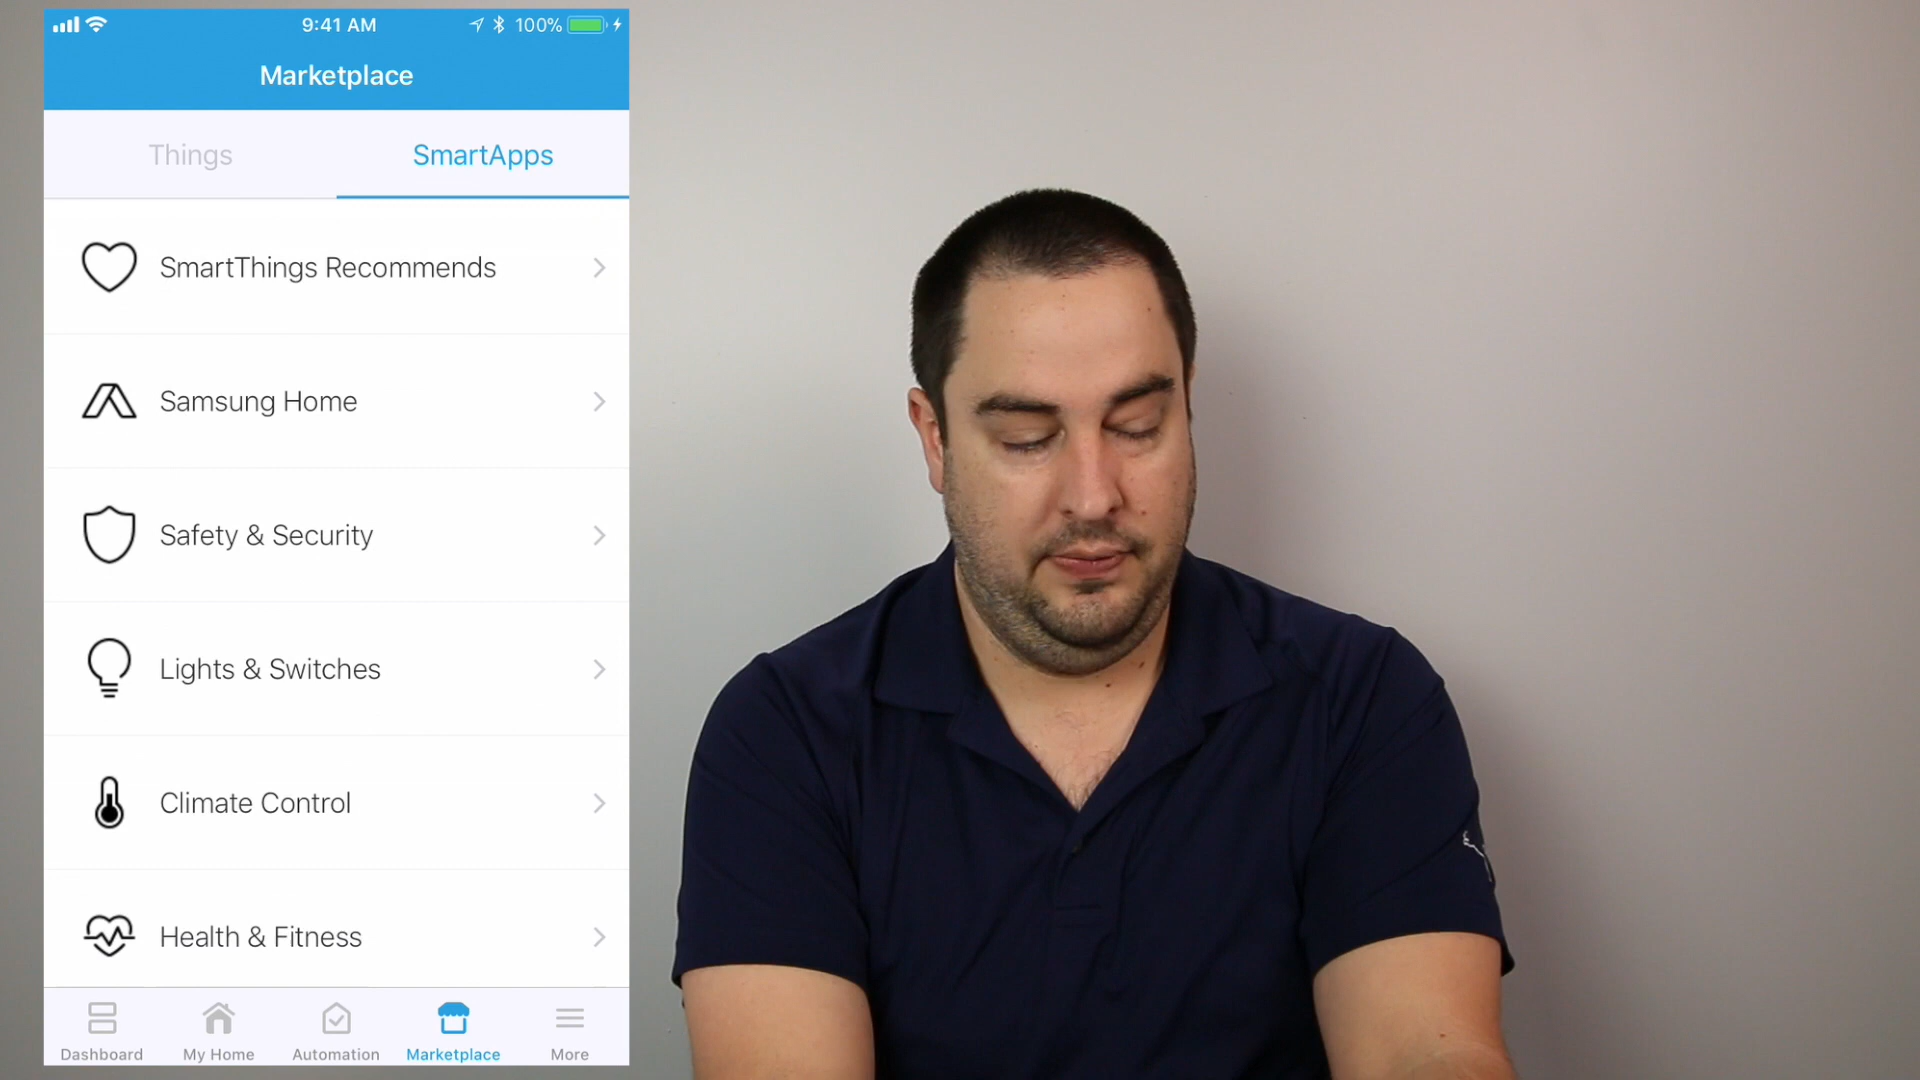 9:41 AM
100%
Marketplace
Things
SmartApps
SmartThings Recommends
Samsung Home
Safety & Security
Lights & Switches
Climate Control
Health & Fitness
Dashboard
My Home
Automation
Marketplace
More